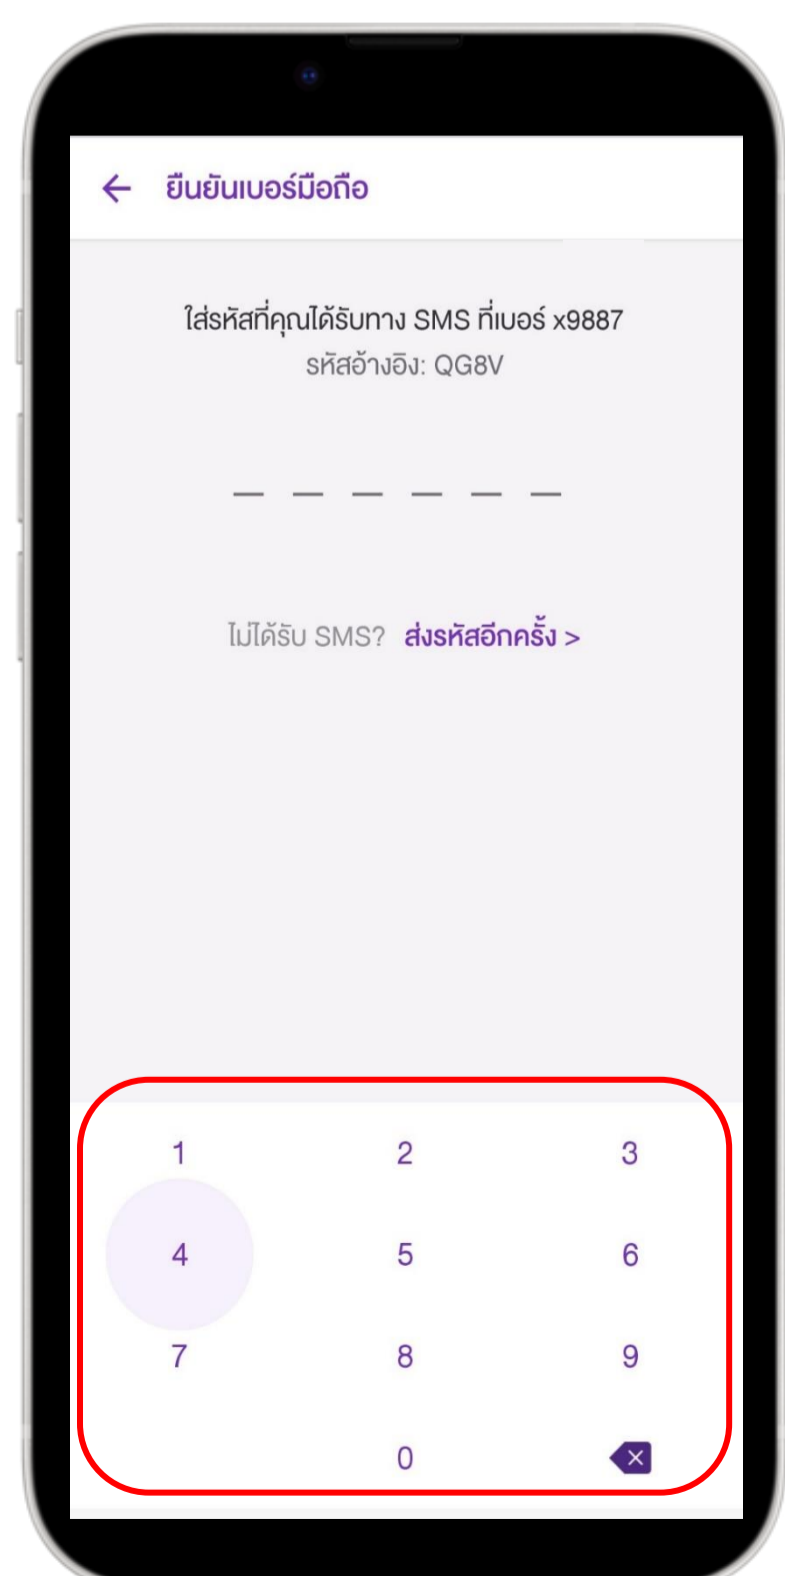 ยืนยันเบอร์มือถือ
ใส่รหัสที่คุณได้รับทาง SMS ที่เบอร์ x9887
รหัสอ้างอิง: QG8V
ไม่ได้รับ SMS? ส่งรหัสอีกครั้ง >
1 2 3
4 5 6
7 8 9
0